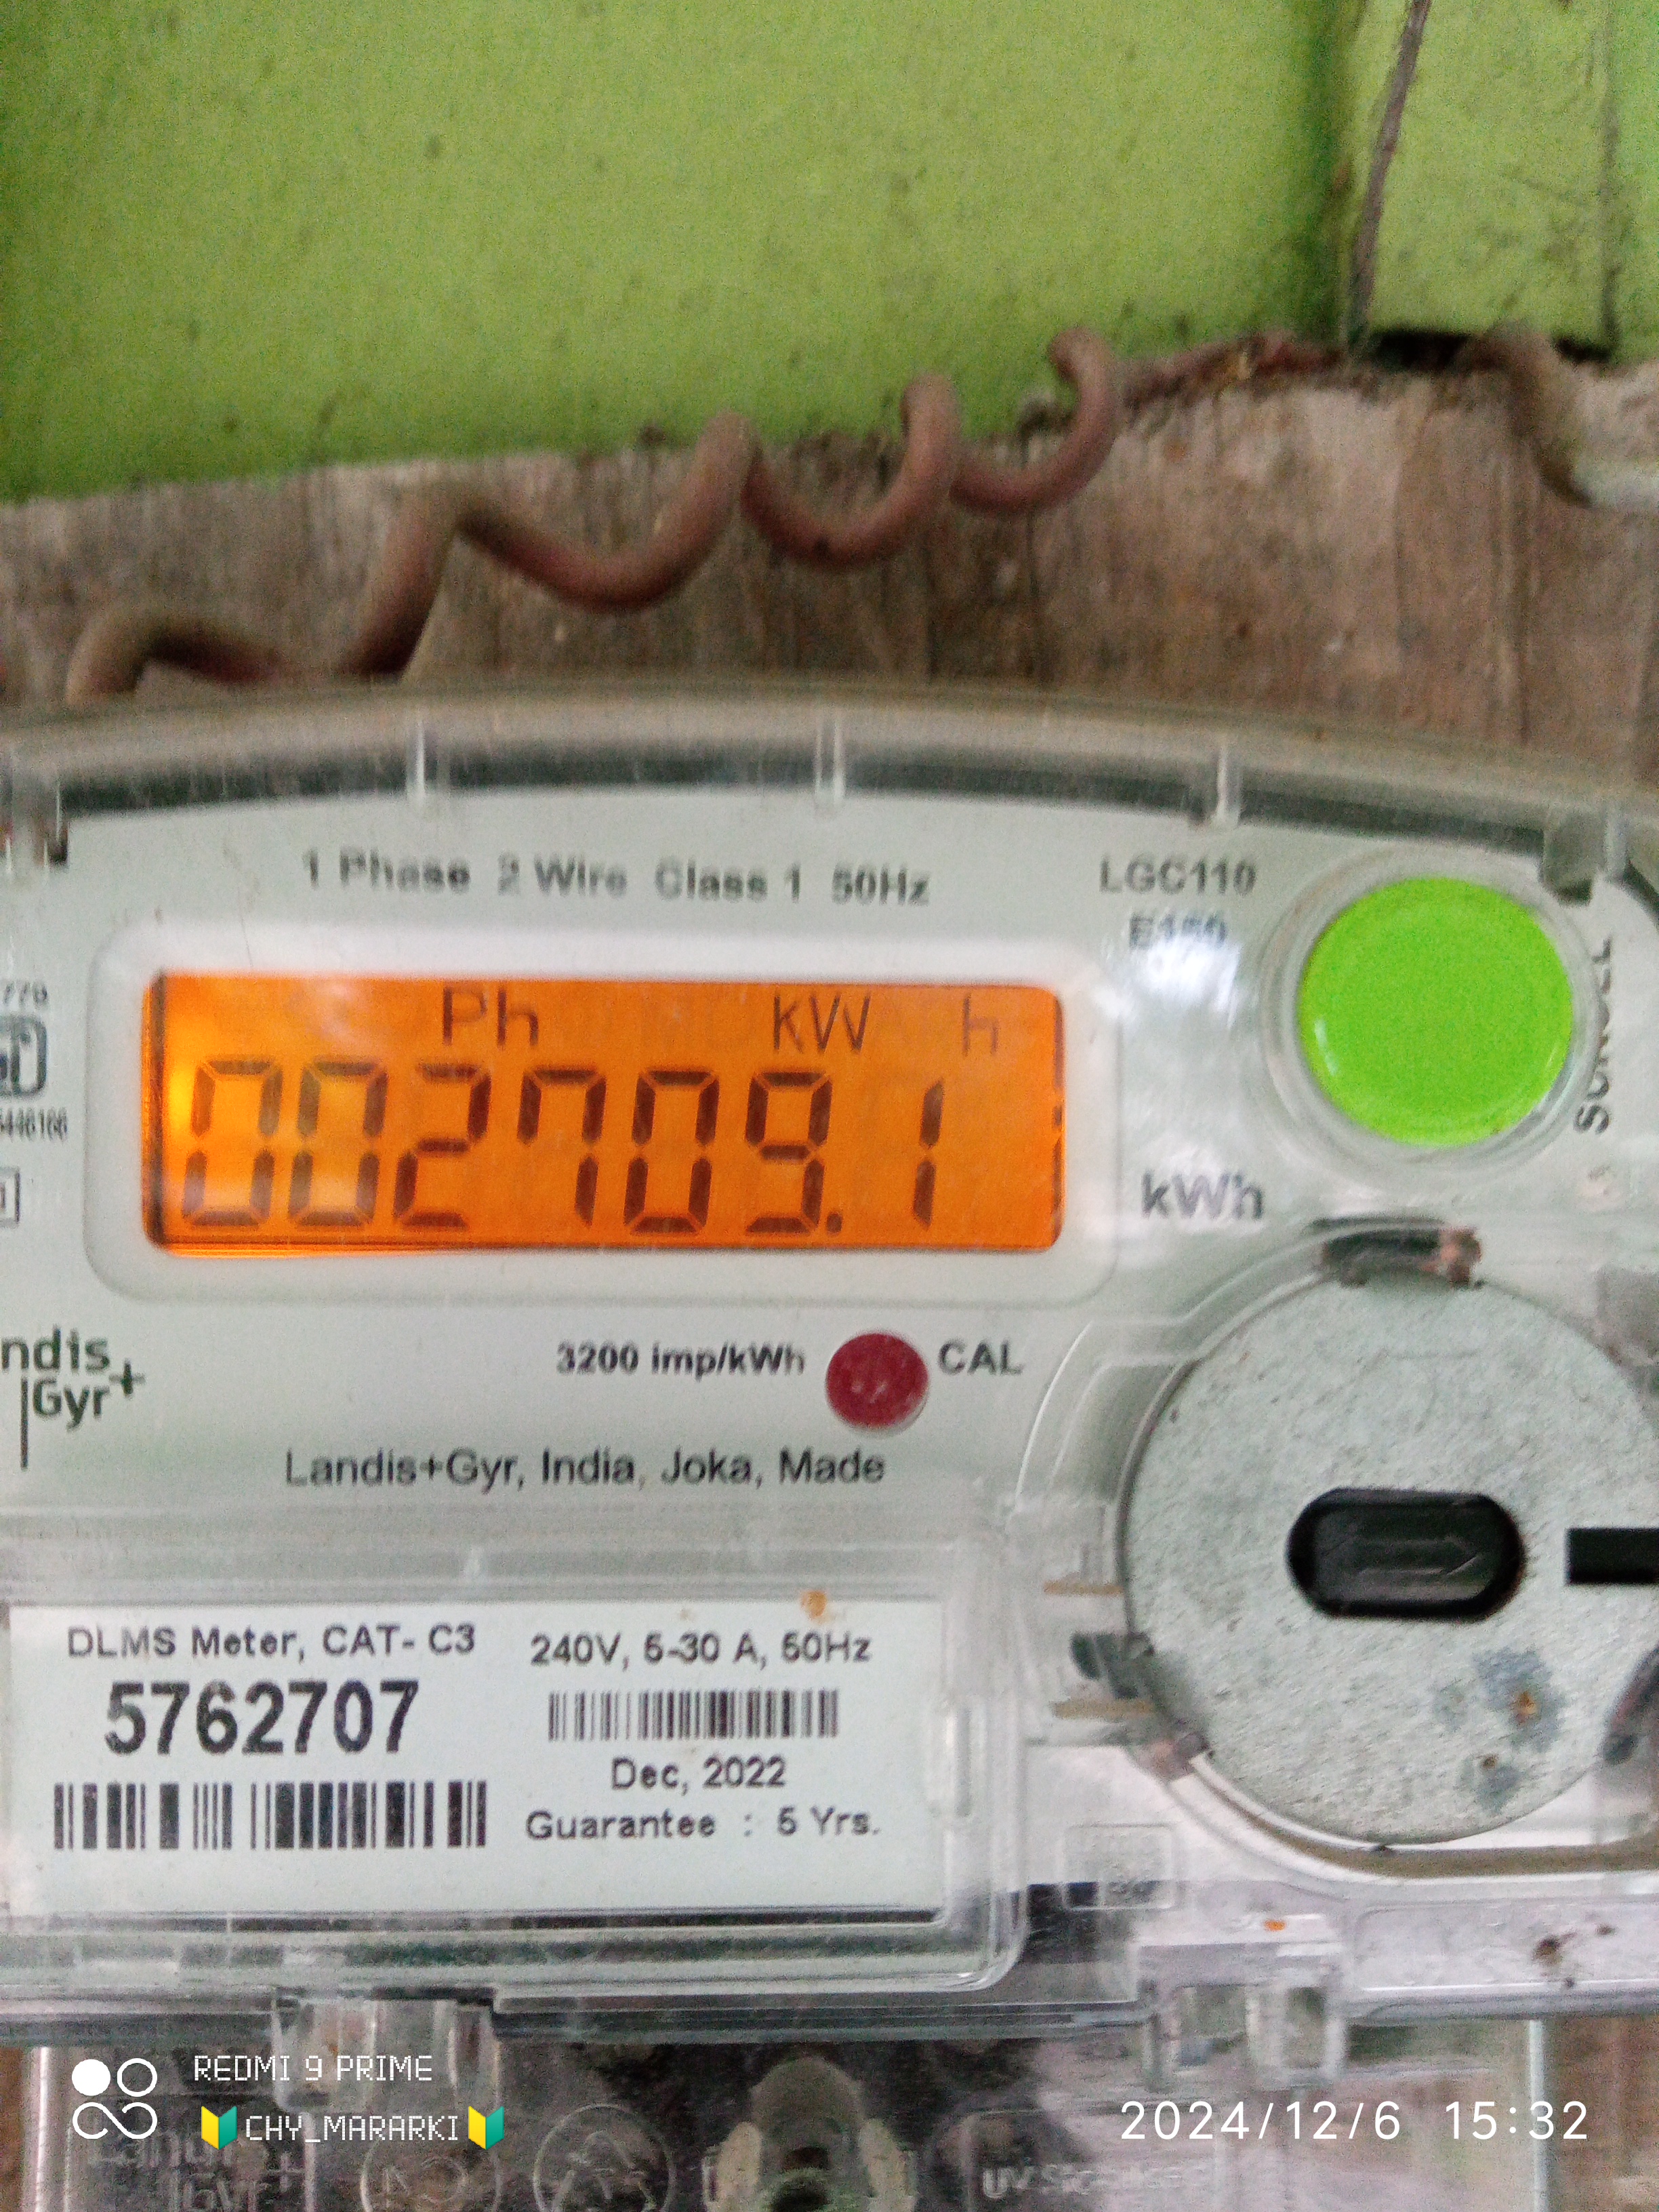 1 Phase 2 Wire Class 1 50Hz
LGC110
E150
Ph kW h
002709.1
kWh
ndis
Gyr+
3200 imp/kWh
CAL
Landis+Gyr, India, Joka, Made
DLMS Meter, CAT- C3
5762707
240V, 5-30 A, 50Hz
Dec, 2022
Guarantee : 5 Yrs.
REDMI 9 PRIME
CHY_MARARKI
2024/12/6 15:32